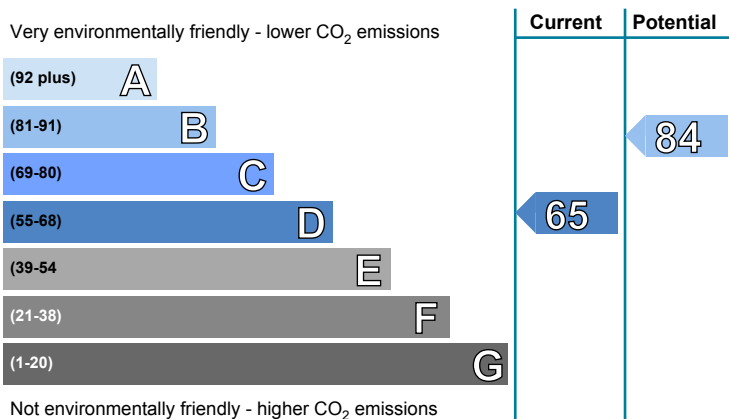 Very environmentally friendly - lower CO2 emissions
Current Potential
(92 plus) A
(81-91) B
84
(69-80) C
(55-68) D
65
(39-54 E
(21-38) F
(1-20) G
Not environmentally friendly - higher CO2 emissions